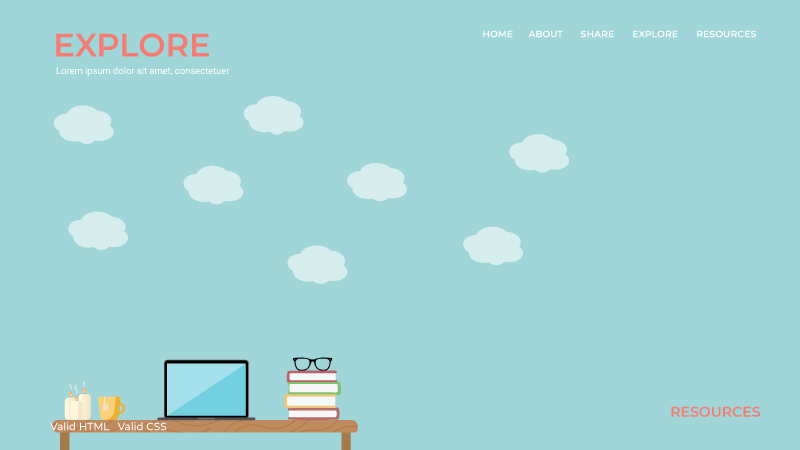 EXPLORE
HOME ABOUT SHARE EXPLORE RESOURCES
Lorem ipsum dolor sit amet, consectetuer
RESOURCES
Valid HTML Valid CSS